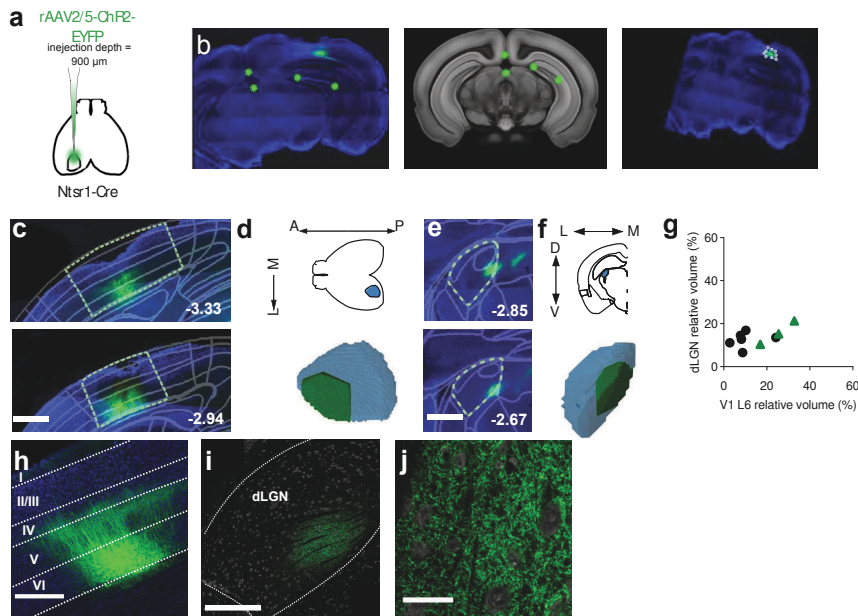 a
rAAV2/5-ChR2-
EYFP
inejection depth =
900 µm
Ntsr1-Cre
b
c
-3.33
-2.94
d
A P
M
L
e
-2.85
-2.67
f
L M
D
V
g
dLGN relative volume (%)
60
40
20
0
0 20 40 60
V1 L6 relative volume (%)
h
I
II/III
IV
V
VI
i
dLGN
j